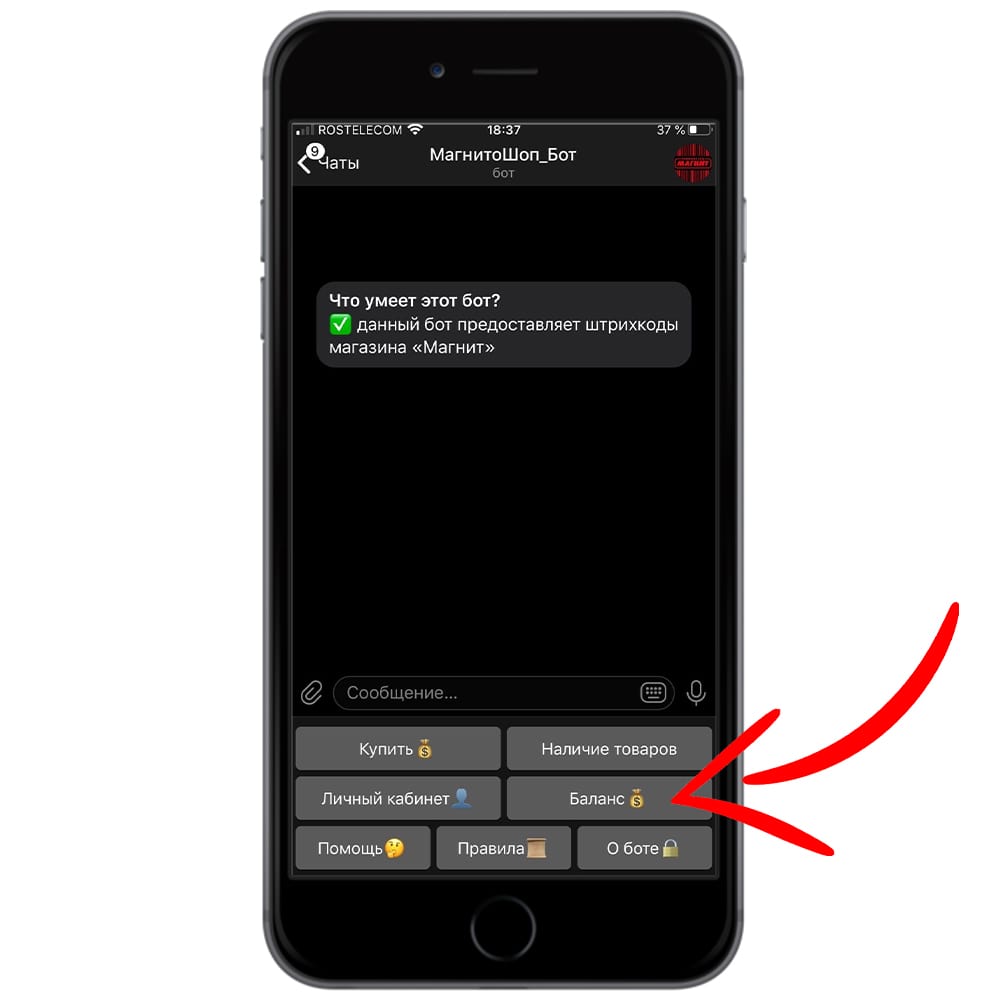 ROSTELECOM 18:37 37 %
9
Чаты
МагнитоШоп_Бот
бот
МАГНИТ
Что умеет этот бот?
✅ данный бот предоставляет штрихкоды
магазина «Магнит»
Сообщение...
Купить💰 Наличие товаров
Личный кабинет👤 Баланс💰
Помощь🤔 Правила📜 О боте🔒